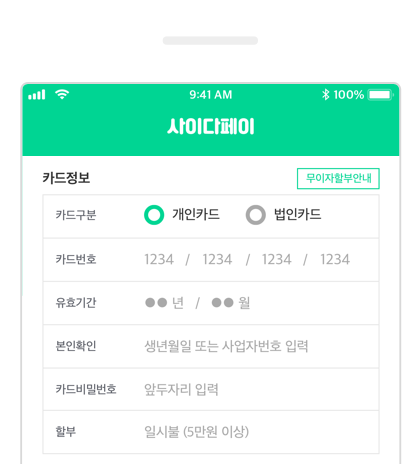 9:41 AM 100%
사이다페이
카드정보 무이자할부안내
카드구분 개인카드 법인카드
카드번호 1234 / 1234 / 1234 / 1234
유효기간 ●● 년 / ●● 월
본인확인 생년월일 또는 사업자번호 입력
카드비밀번호 앞두자리 입력
할부 일시불 (5만원 이상)